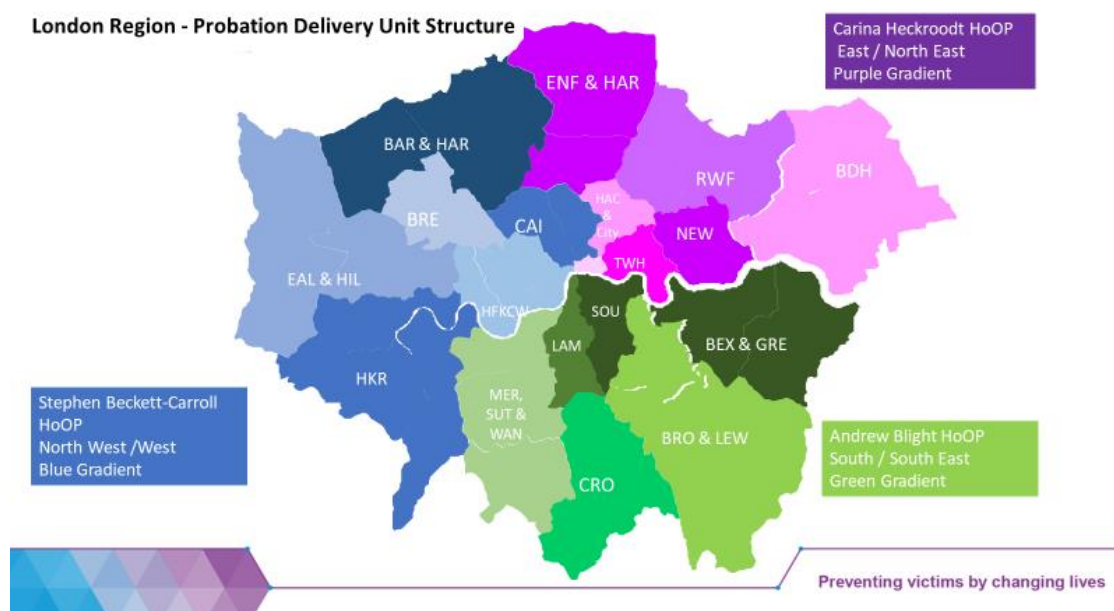 London Region - Probation Delivery Unit Structure
Carina Heckroodt HoOP
East / North East
Purple Gradient
ENF & HAR
BAR & HAR
RWF
BDH
HAC
&
City
BRE
CAI
NEW
TWH
EAL & HIL
HFKCW
SOU
BEX & GRE
LAM
HKR
MER,
SUT &
WAN
BRO & LEW
CRO
Stephen Beckett-Carroll
HoOP
North West /West
Blue Gradient
Andrew Blight HoOP
South / South East
Green Gradient
Preventing victims by changing lives